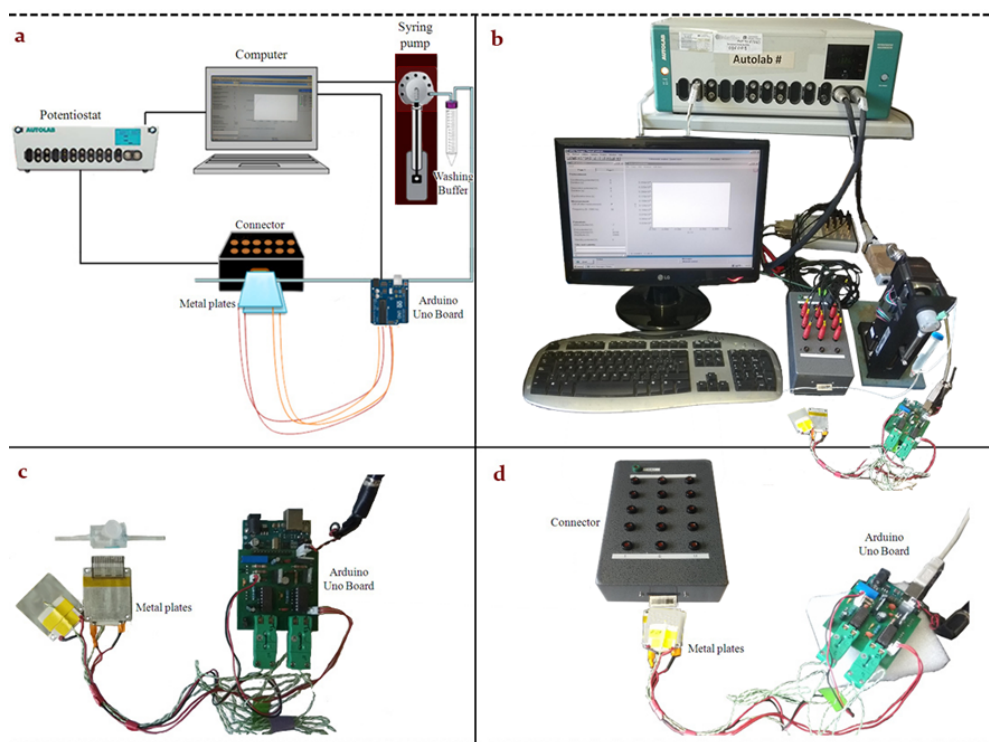 a
Computer
Syring
pump
Potentiostat
AUTOLAB
Washing
Buffer
Connector
Metal plates
Arduino
Uno Board
b
AUTOLAB
Autolab #
LG
c
Metal plates
Arduino
Uno Board
d
Connector
Arduino
Uno Board
Metal plates